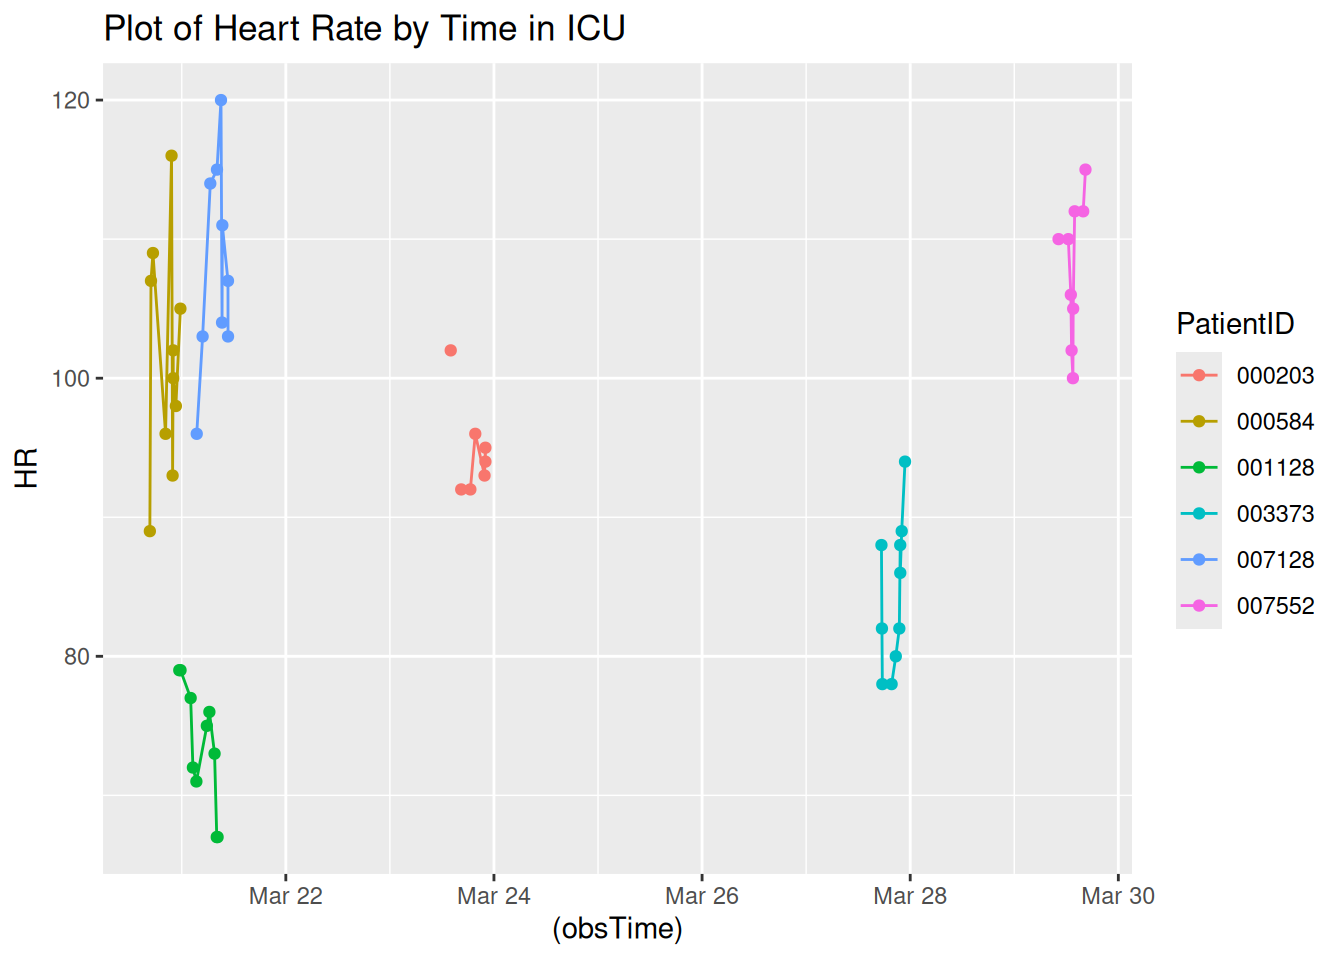 Plot of Heart Rate by Time in ICU
HR
120
100
80
Mar 22
Mar 24
Mar 26
Mar 28
Mar 30
(obsTime)
PatientID
000203
000584
001128
003373
007128
007552